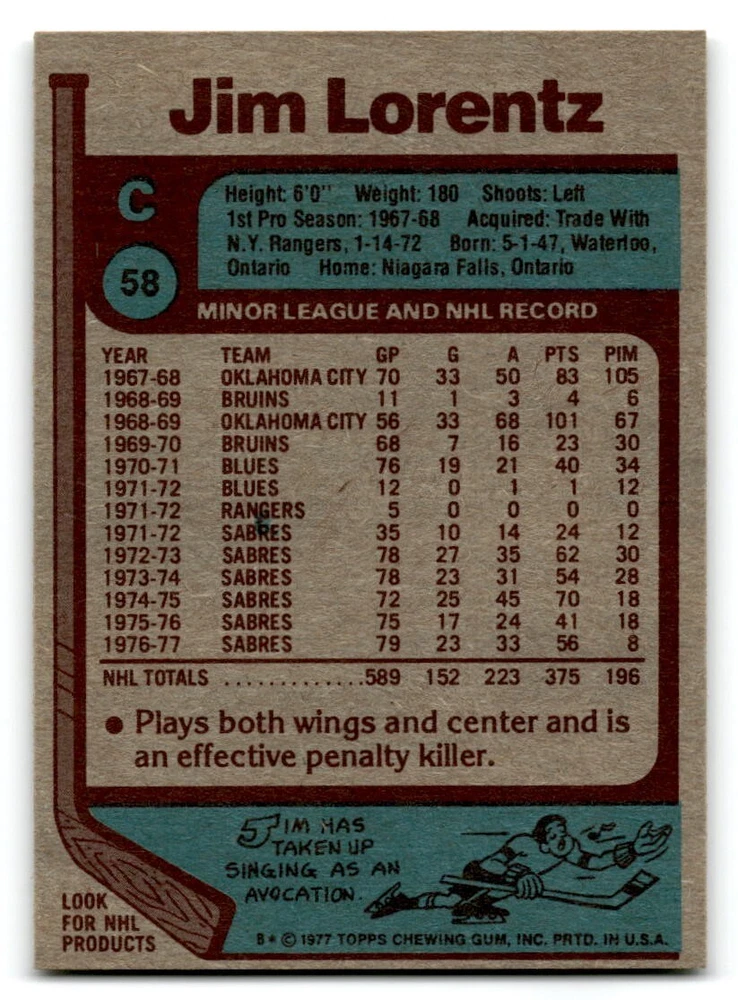 Jim Lorentz
C
58
Height: 6'0" Weight: 180 Shoots: Left
1st Pro Season: 1967-68 Acquired: Trade With
N.Y. Rangers, 1-14-72 Born: 5-1-47, Waterloo,
Ontario Home: Niagara Falls, Ontario
MINOR LEAGUE AND NHL RECORD
YEAR TEAM GP G A PTS PIM
1967-68 OKLAHOMA CITY 70 33 50 83 105
1968-69 BRUINS 11 1 3 4 6
1968-69 OKLAHOMA CITY 56 33 68 101 67
1969-70 BRUINS 68 7 16 23 30
1970-71 BLUES 76 19 21 40 34
1971-72 BLUES 12 0 1 1 12
1971-72 RANGERS 5 0 0 0 0
1971-72 SABRES 35 10 14 24 12
1972-73 SABRES 78 27 35 62 30
1973-74 SABRES 78 23 31 54 28
1974-75 SABRES 72 25 45 70 18
1975-76 SABRES 75 17 24 41 18
1976-77 SABRES 79 23 33 56 8
NHL TOTALS .............589 152 223 375 196
• Plays both wings and center and is
an effective penalty killer.
JIM HAS
TAKEN UP
SINGING AS AN
AVOCATION.
LOOK
FOR NHL
PRODUCTS
B* © 1977 TOPPS CHEWING GUM, INC. PRTD. IN U.S.A.